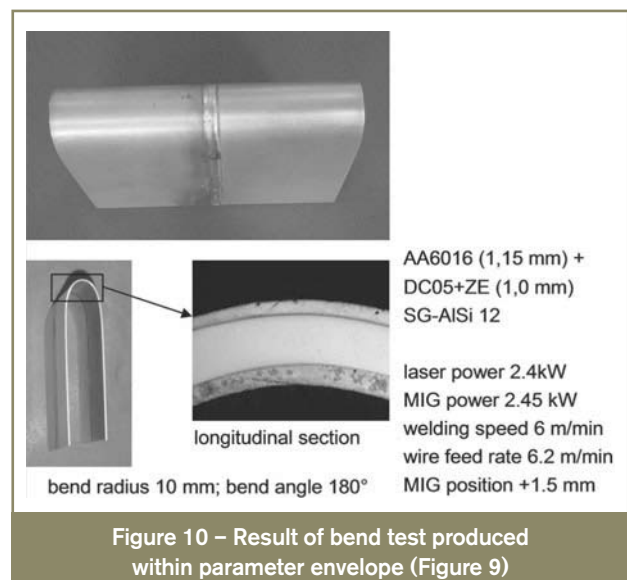 AA6016 (1,15 mm) +
DC05+ZE (1,0 mm)
SG-AlSi 12
laser power 2.4kW
MIG power 2.45 kW
welding speed 6 m/min
wire feed rate 6.2 m/min
MIG position +1.5 mm
longitudinal section
bend radius 10 mm; bend angle 180°
Figure 10 – Result of bend test produced
within parameter envelope (Figure 9)